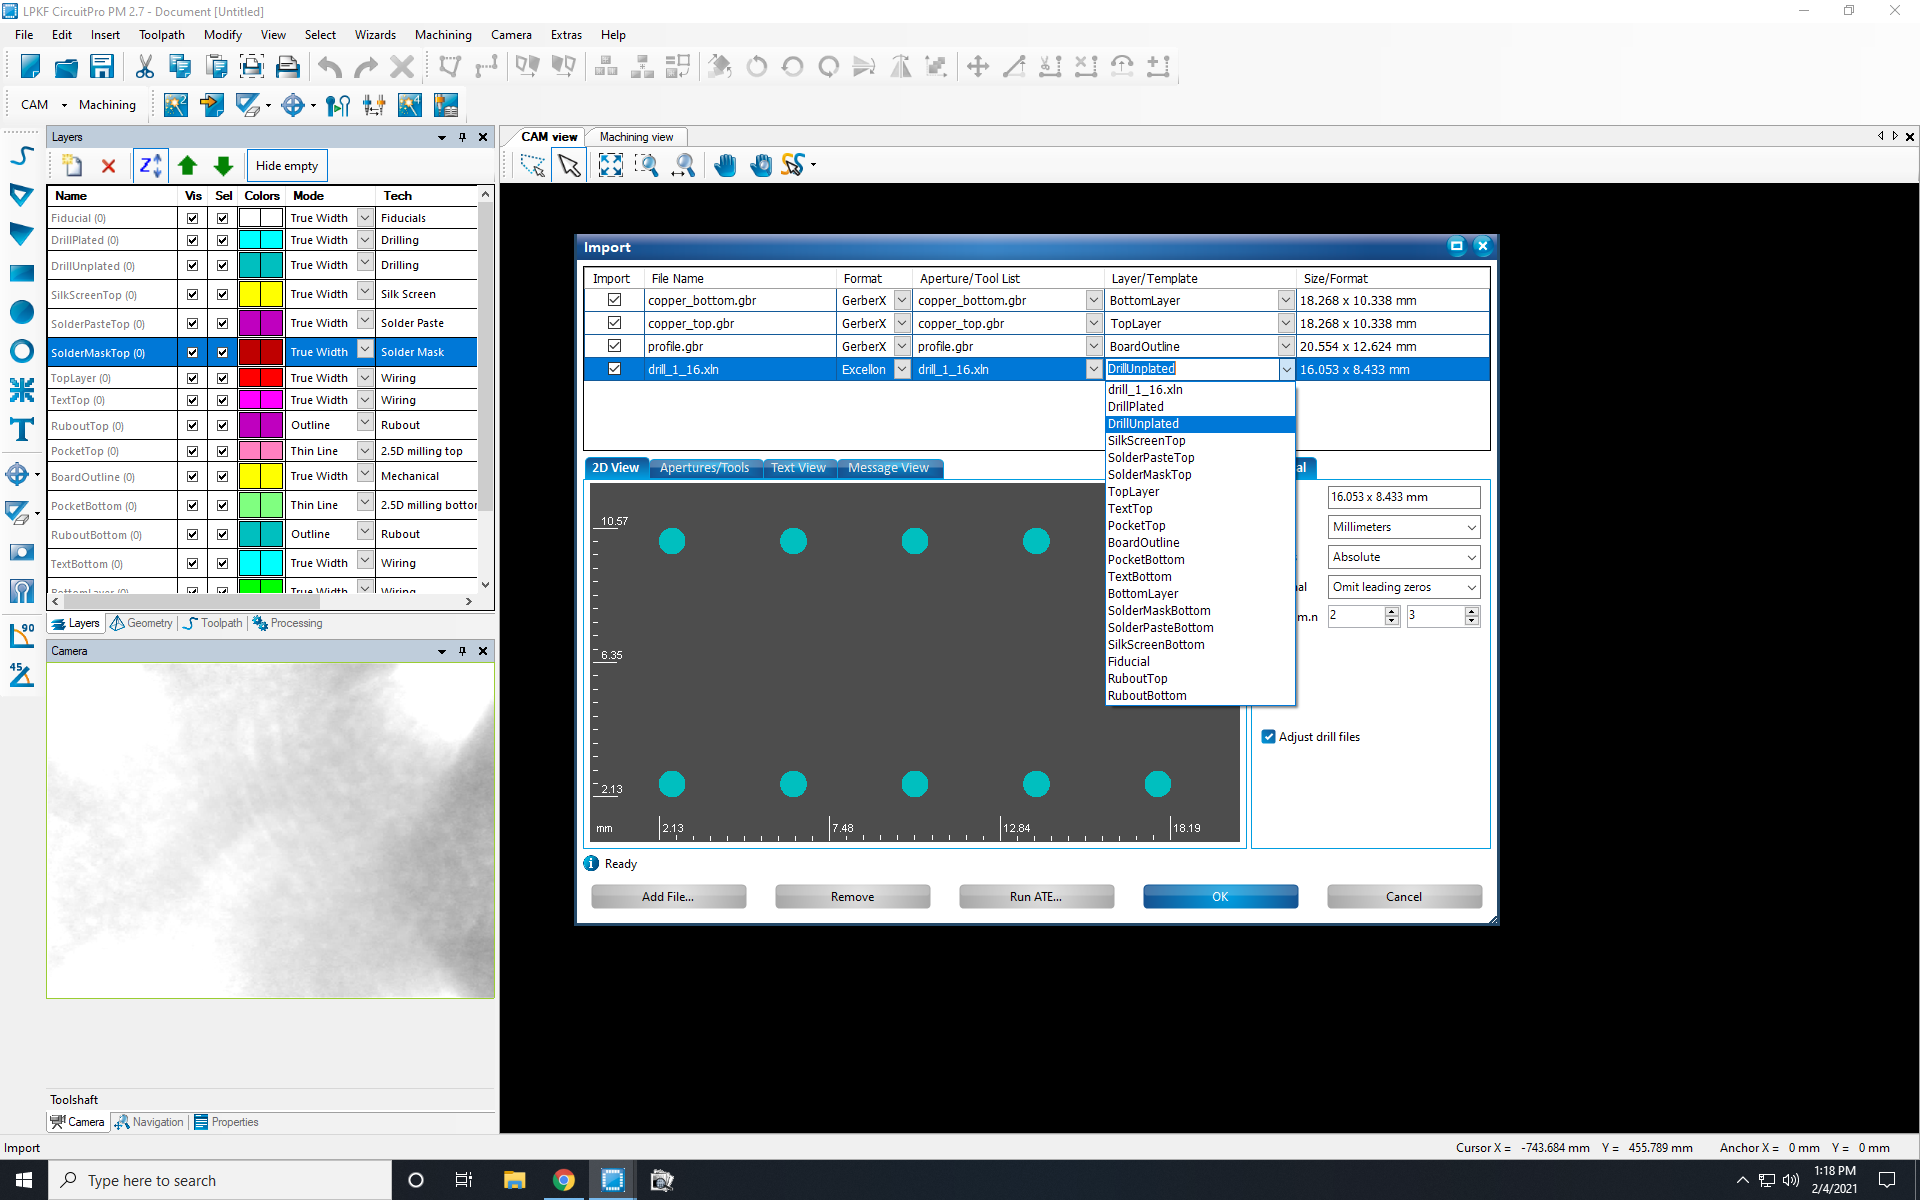 LPKF CircuitPro PM 2.7 - Document [Untitled]
File Edit Insert Toolpath Modify View Select Wizards Machining Camera Extras Help
CAM Machining
Layers
Hide empty
Name Vis Sel Colors Mode Tech
Fiducial (0) True Width Fiducials
DrillPlated (0) True Width Drilling
DrillUnplated (0) True Width Drilling
SilkScreenTop (0) True Width Silk Screen
SolderPasteTop (0) True Width Solder Paste
SolderMaskTop (0) True Width Solder Mask
TopLayer (0) True Width Wiring
TextTop (0) True Width Wiring
RuboutTop (0) Outline Rubout
PocketTop (0) Thin Line 2.5D milling top
BoardOutline (0) True Width Mechanical
PocketBottom (0) Thin Line 2.5D milling bottor
RuboutBottom (0) Outline Rubout
TextBottom (0) True Width Wiring
BottomLayer (0) True Width Wiring
Layers Geometry Toolpath Processing
90
45
Camera
Toolshaft
Camera Navigation Properties
CAM view Machining view
Import
Import File Name Format Aperture/Tool List Layer/Template Size/Format
copper_bottom.gbr GerberX copper_bottom.gbr BottomLayer 18.268 x 10.338 mm
copper_top.gbr GerberX copper_top.gbr TopLayer 18.268 x 10.338 mm
profile.gbr GerberX profile.gbr BoardOutline 20.554 x 12.624 mm
drill_1_16.xln Excellon drill_1_16.xln DrillUnplated 16.053 x 8.433 mm
drill_1_16.xln
DrillPlated
DrillUnplated
SilkScreenTop
SolderPasteTop
SolderMaskTop
TopLayer
TextTop
PocketTop
BoardOutline
PocketBottom
TextBottom
BottomLayer
SolderMaskBottom
SolderPasteBottom
SilkScreenBottom
Fiducial
RuboutTop
RuboutBottom
2D View Apertures/Tools Text View Message View
10.57
6.35
2.13
mm 2.13 7.48 12.84 18.19
al
16.053 x 8.433 mm
Millimeters
Absolute
al Omit leading zeros
m.n 2 3
Adjust drill files
Ready
Add File... Remove Run ATE... OK Cancel
Import Cursor X = -743.684 mm Y = 455.789 mm Anchor X = 0 mm Y = 0 mm
Type here to search
1:18 PM
2/4/2021